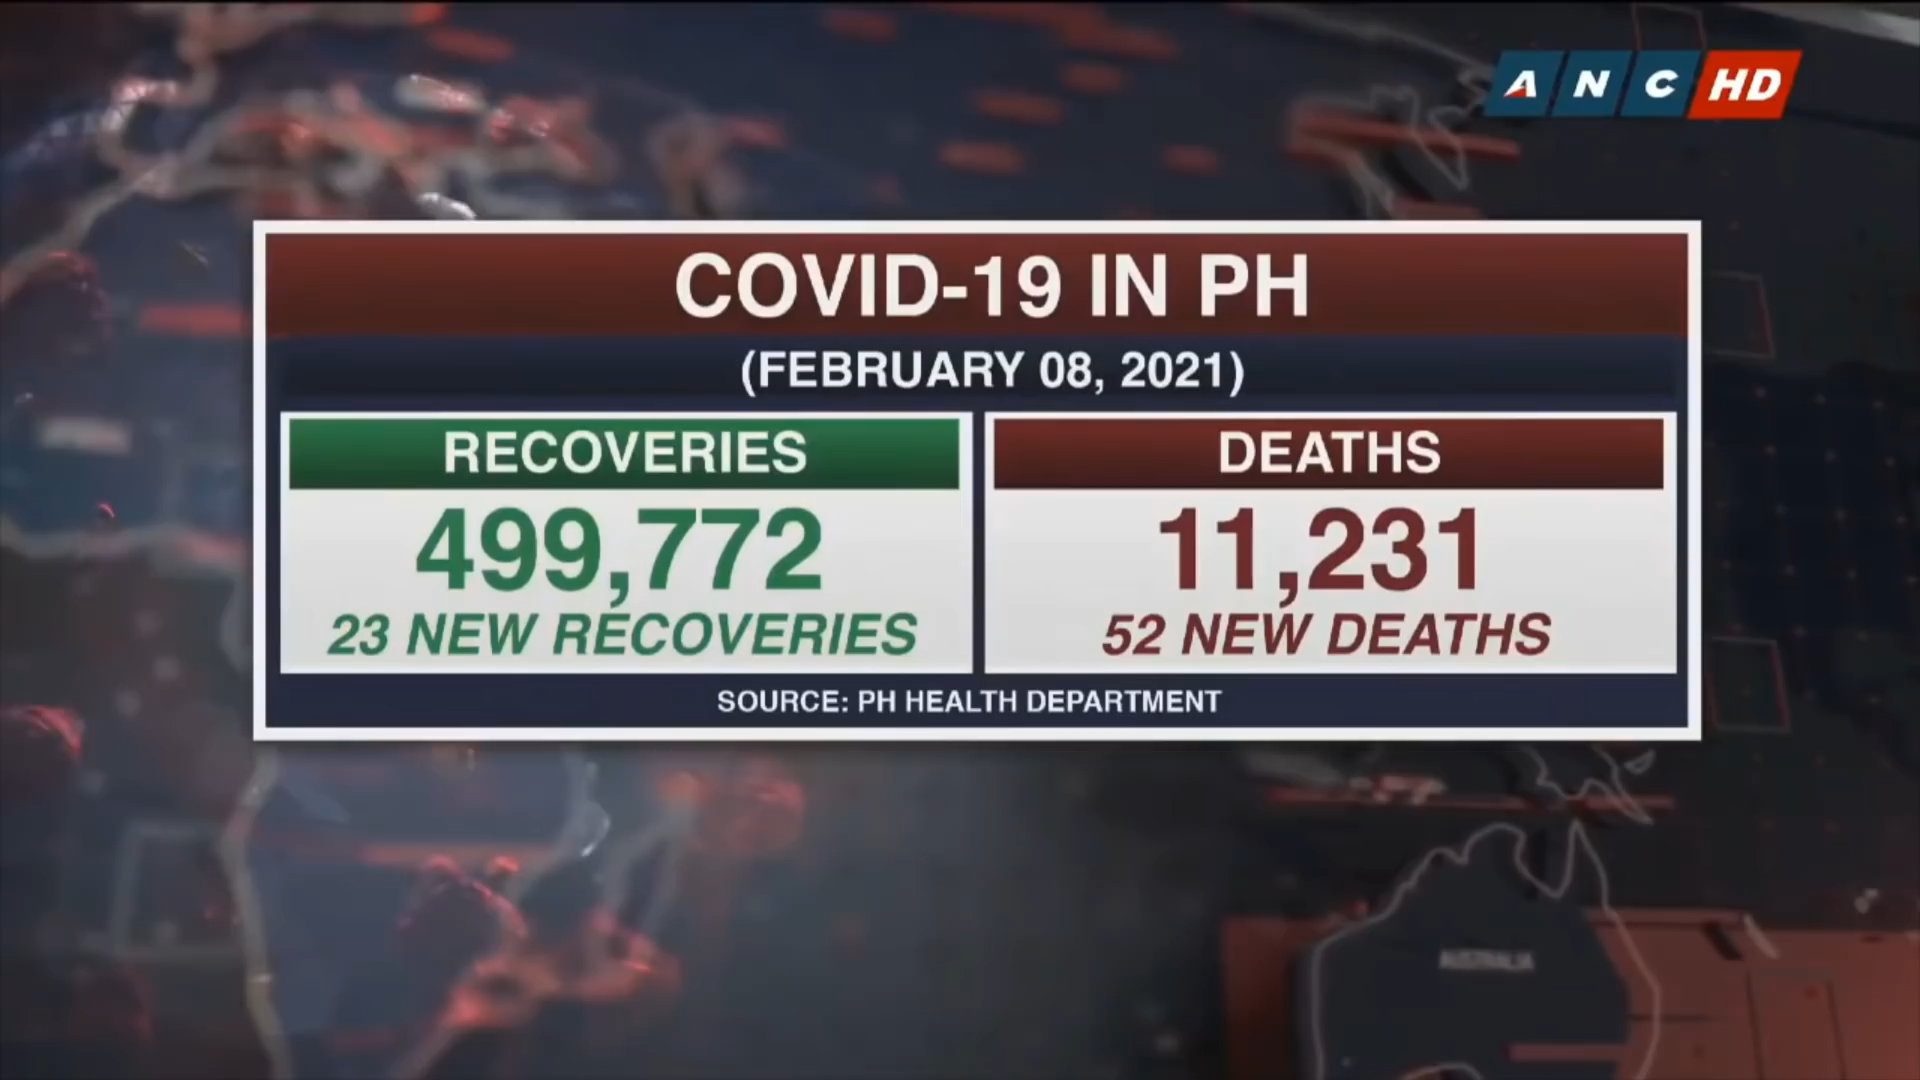 ANC HD
COVID-19 IN PH
(FEBRUARY 08, 2021)
RECOVERIES
499,772
23 NEW RECOVERIES
DEATHS
11,231
52 NEW DEATHS
SOURCE: PH HEALTH DEPARTMENT
AUSTRALIA